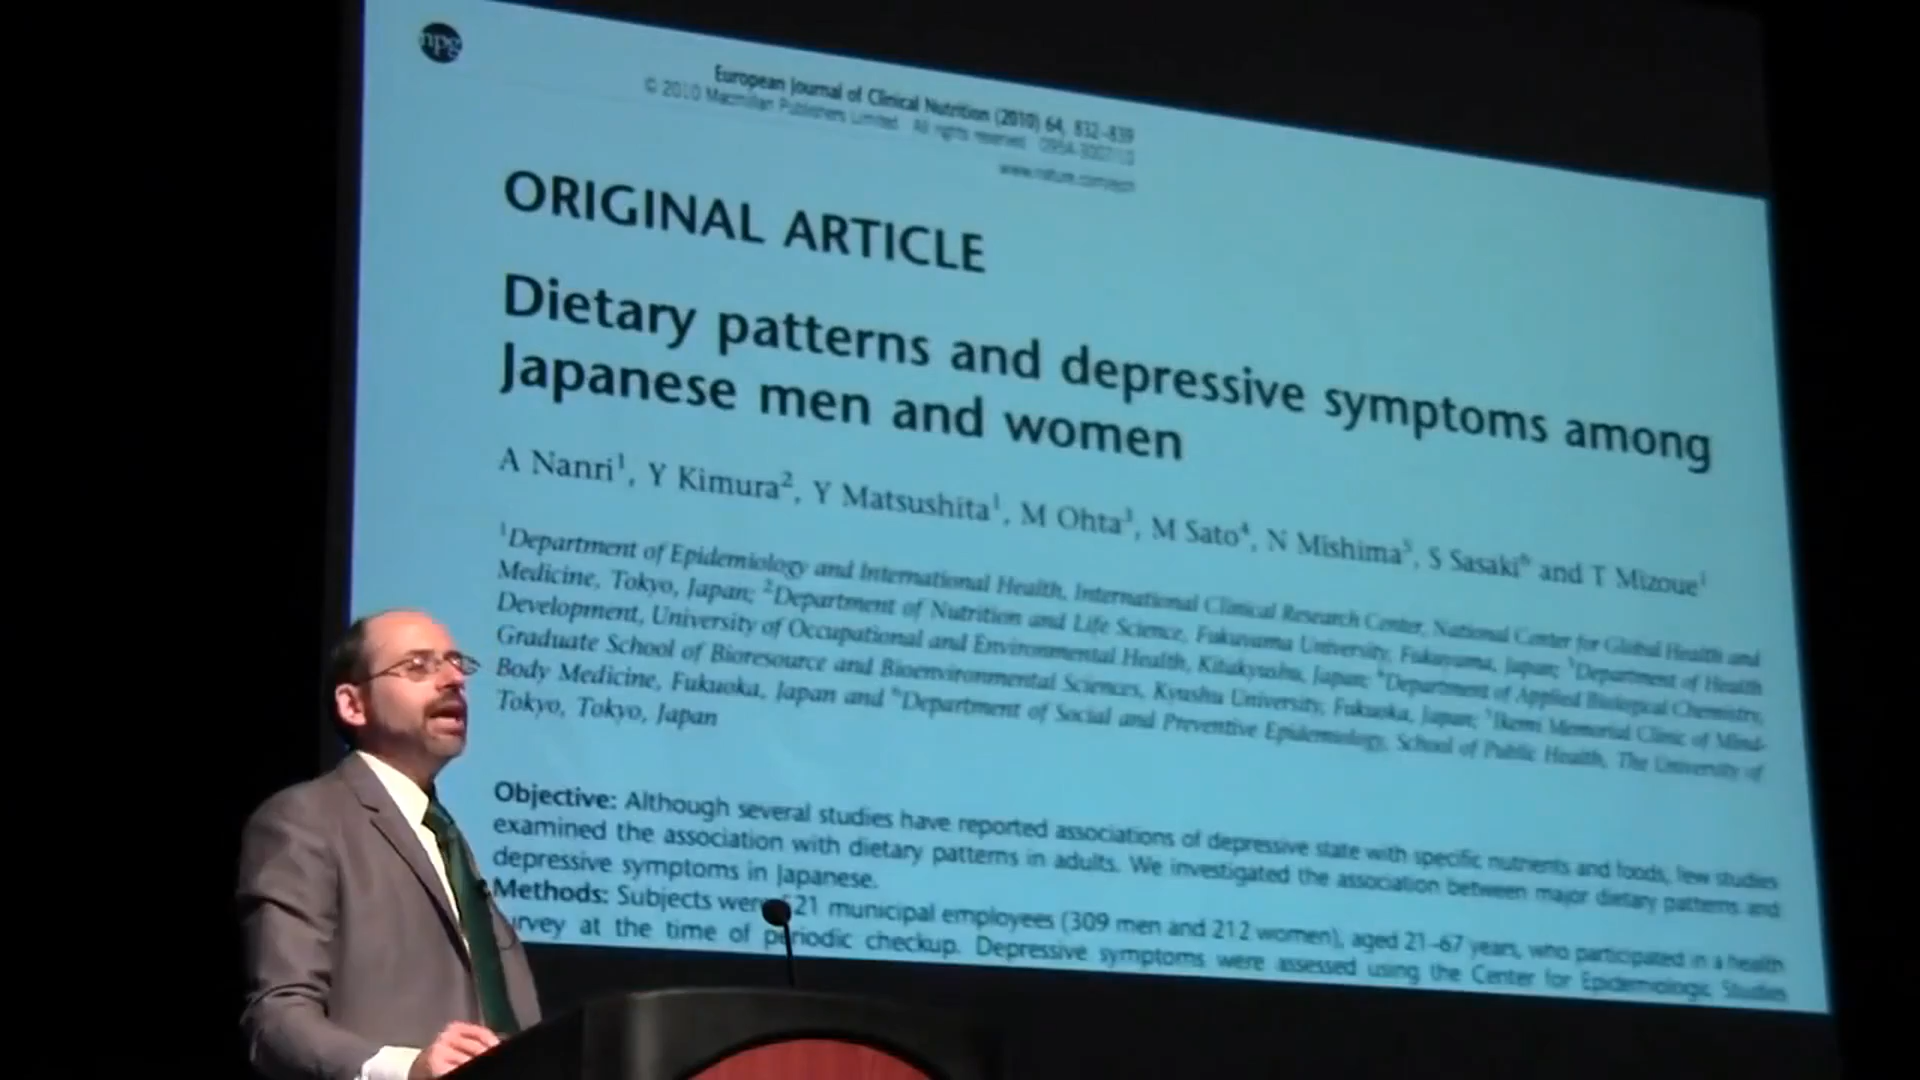 npg
European Journal of Clinical Nutrition (2010) 64, 832–839
© 2010 Macmillan Publishers Limited All rights reserved 0954-3007/10
www.nature.com/ejcn
ORIGINAL ARTICLE
Dietary patterns and depressive symptoms among
Japanese men and women
A Nanri¹, Y Kimura², Y Matsushita¹, M Ohta³, M Sato⁴, N Mishima⁵, S Sasaki⁶ and T Mizoue¹
¹Department of Epidemiology and International Health, International Clinical Research Center, National Center for Global Health and
Medicine, Tokyo, Japan; ²Department of Nutrition and Life Science, Fukuyama University, Fukuyama, Japan; ³Department of Health
Development, University of Occupational and Environmental Health, Kitakyushu, Japan; ⁴Department of Applied Biological Chemistry,
Graduate School of Bioresource and Bioenvironmental Sciences, Kyushu University, Fukuoka, Japan; ⁵Ikemi Memorial Clinic of Mind-
Body Medicine, Fukuoka, Japan and ⁶Department of Social and Preventive Epidemiology, School of Public Health, The University of
Tokyo, Tokyo, Japan
Objective: Although several studies have reported associations of depressive state with specific nutrients and foods, few studies
examined the association with dietary patterns in adults. We investigated the association between major dietary patterns and
depressive symptoms in Japanese.
Methods: Subjects were 521 municipal employees (309 men and 212 women), aged 21–67 years, who participated in a health
survey at the time of periodic checkup. Depressive symptoms were assessed using the Center for Epidemiologic Studies